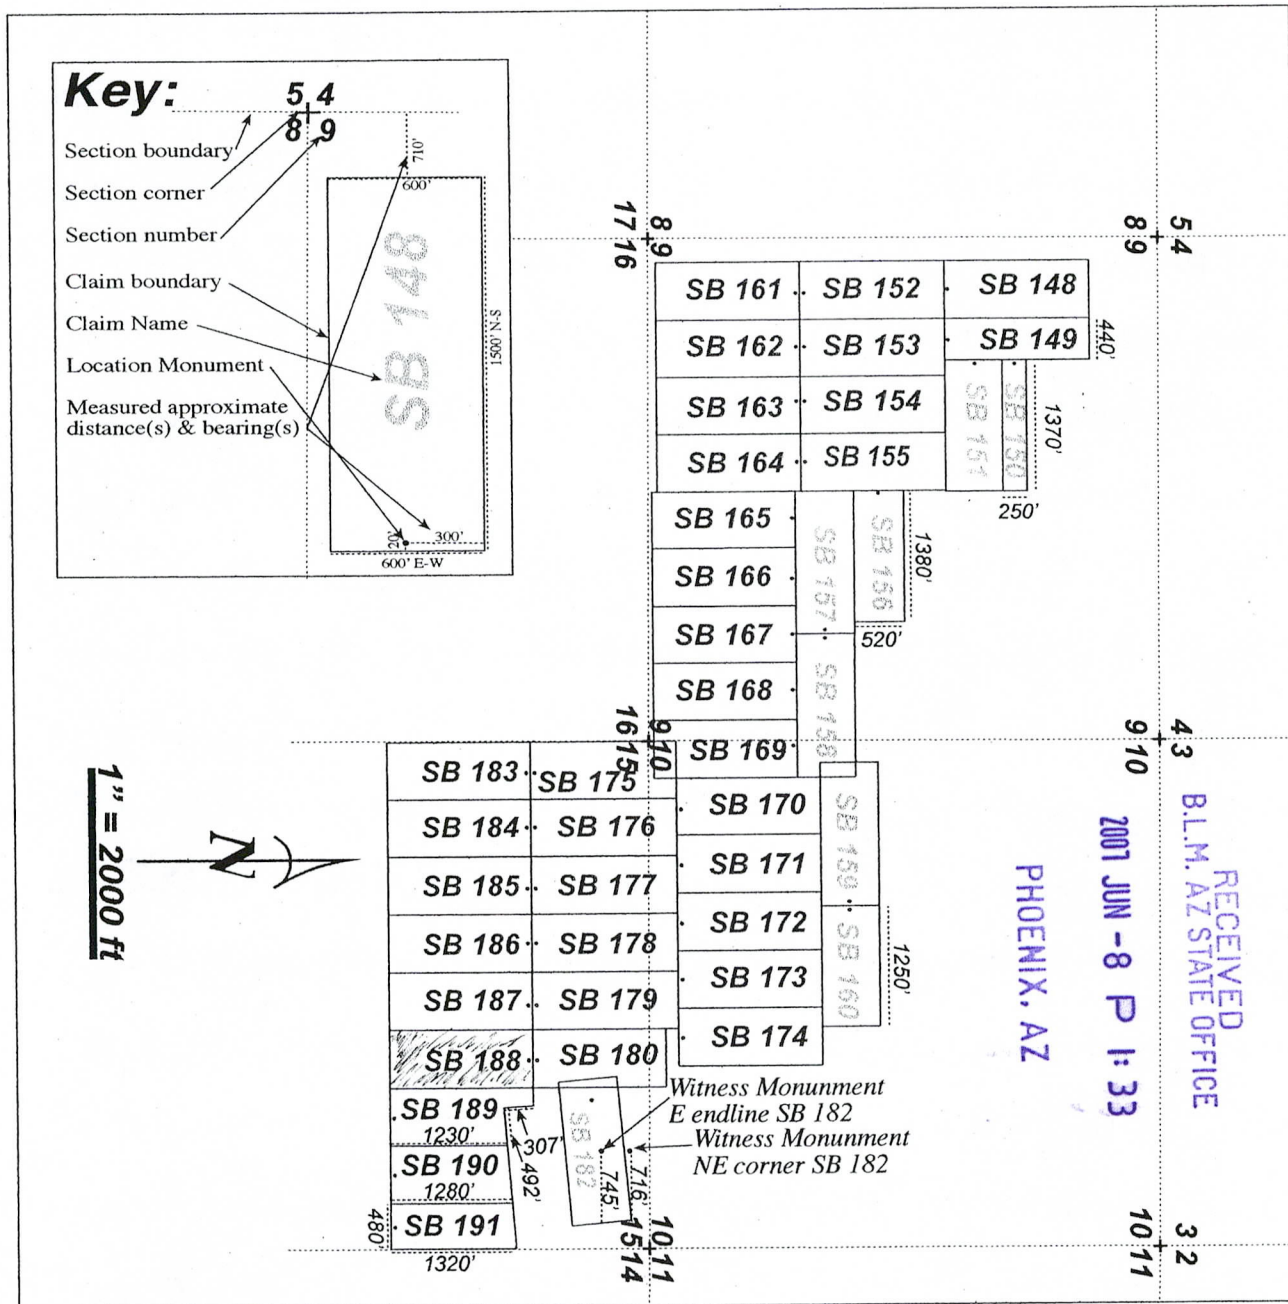 Key:
5 4
8 9
Section boundary
Section corner
Section number
Claim boundary
Claim Name
Location Monument
Measured approximate
distance(s) & bearing(s)
710'
600'
SB 148
1500' N-S
20'
300'
600' E-W
17 8
16 9
8 5
9 4
SB 161
SB 152
SB 148
SB 162
SB 153
SB 149
440'
SB 163
SB 154
SB 151
SB 150
1370'
SB 164
SB 155
250'
SB 165
SB 157
SB 156
1380'
SB 166
SB 167
520'
SB 168
SB 158
SB 169
16 9
15 10
9 4
10 3
1" = 2000 ft
N
SB 183
SB 175
SB 170
SB 159
SB 184
SB 176
SB 171
SB 185
SB 177
SB 172
SB 160
1250'
SB 186
SB 178
SB 173
SB 187
SB 179
SB 174
SB 188
SB 180
SB 189
1230'
307'
SB 182
Witness Monunment
E endline SB 182
Witness Monunment
NE corner SB 182
SB 190
1280'
492'
745'
716'
SB 191
480'
1320'
15 10
14 11
10 3
11 2
RECEIVED
B.L.M. AZ STATE OFFICE
2007 JUN -8 P 1:33
PHOENIX, AZ